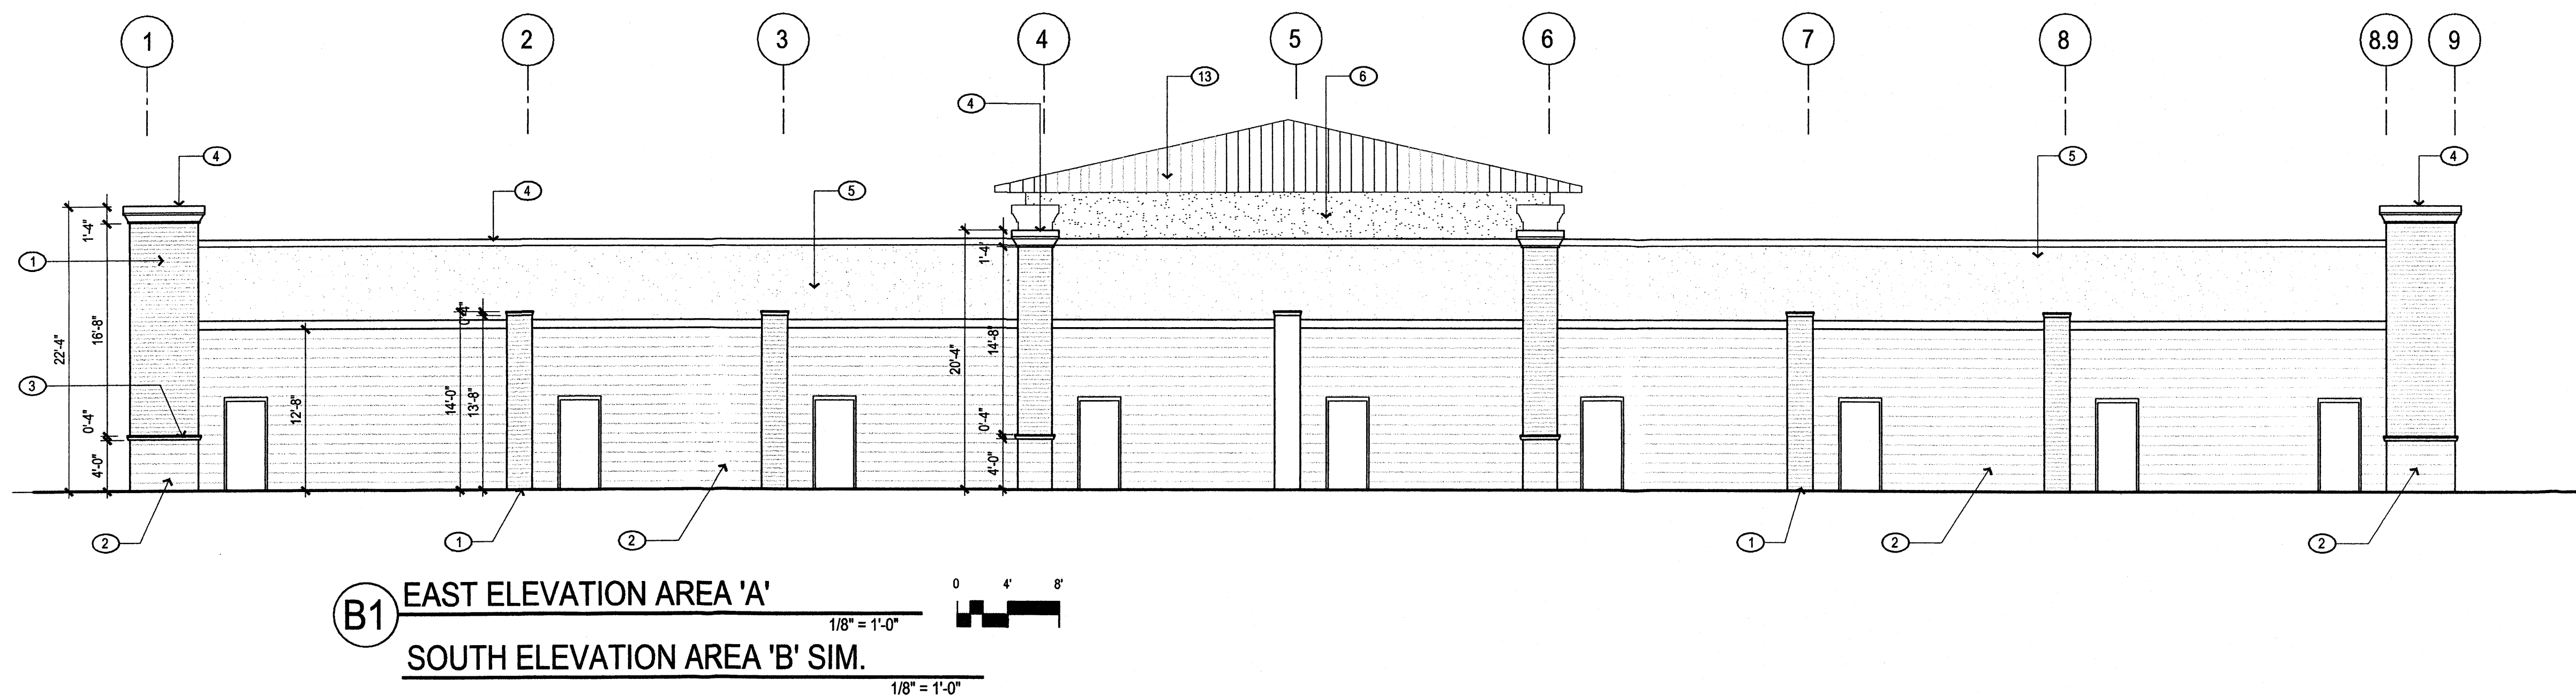 1 2 3 4 5 6 7 8 8.9 9
13 6
4
4 4 5 5 4
1'-4" 1'-4"
1
0'-4"
22'-4" 16'-8" 20'-4" 14'-8"
3
0'-4" 12'-8" 14'-0" 13'-8" 0'-4"
4'-0" 4'-0"
2 1 2 1 2 2
B1 EAST ELEVATION AREA 'A'
1/8" = 1'-0"
0 4' 8'
SOUTH ELEVATION AREA 'B' SIM.
1/8" = 1'-0"